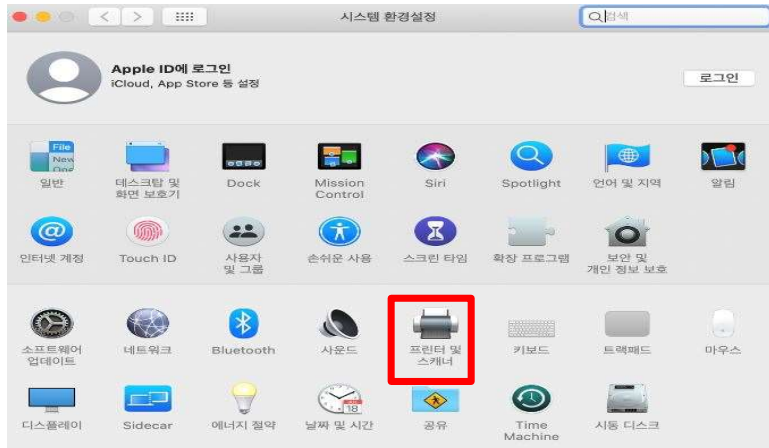 시스템 환경설정
검색
Apple ID에 로그인
iCloud, App Store 등 설정
로그인
File
New
일반
데스크탑 및
화면 보호기
Dock
Mission
Control
Siri
Spotlight
언어 및 지역
알림
인터넷 계정
Touch ID
사용자
및 그룹
손쉬운 사용
스크린 타임
확장 프로그램
보안 및
개인 정보 보호
소프트웨어
업데이트
네트워크
Bluetooth
사운드
프린터 및
스캐너
키보드
트랙패드
마우스
디스플레이
Sidecar
에너지 절약
18
날짜 및 시간
공유
Time
Machine
시동 디스크